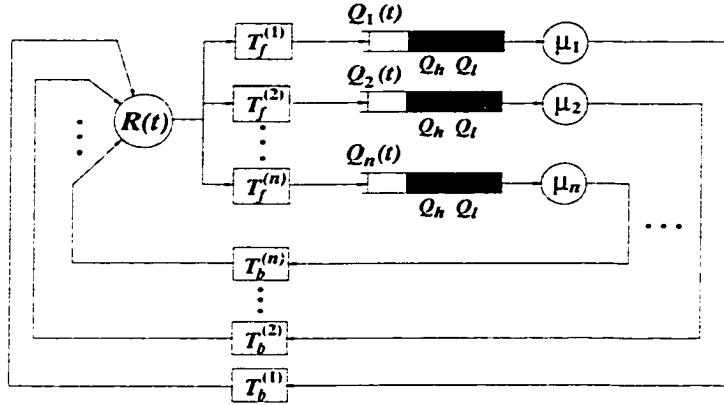 Q₁(t)
T_f^(1)
Q_h Q_l
μ₁
Q₂(t)
R(t)
T_f^(2)
Q_h Q_l
μ₂
Qₙ(t)
T_f^(n)
Q_h Q_l
μₙ
T_b^(n)
T_b^(2)
T_b^(1)